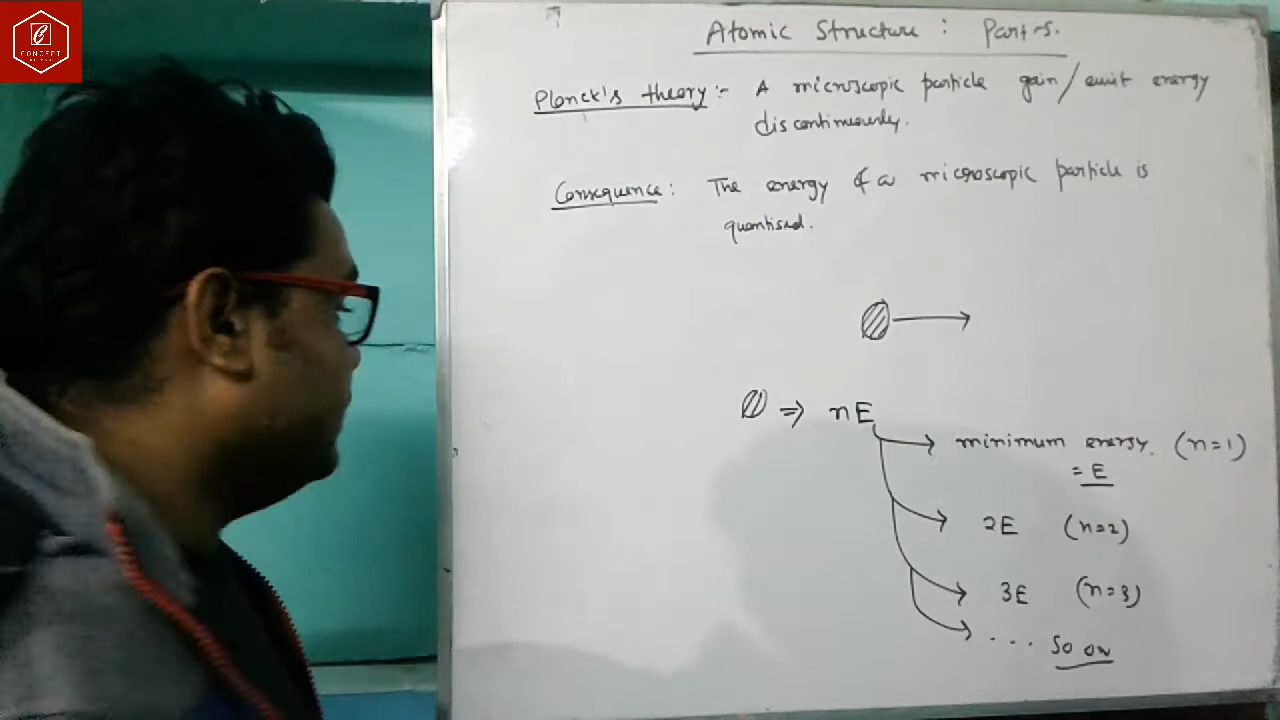 CONCEPT
Atomic Structure : Part-5.
Planck's theory :- A microscopic particle gain/emit energy
discontinuously.
Consequence : The energy of a microscopic particle is
quantised.
⇒ nE
minimum energy. (n=1)
= E
2E (n=2)
3E (n=3)
... So on